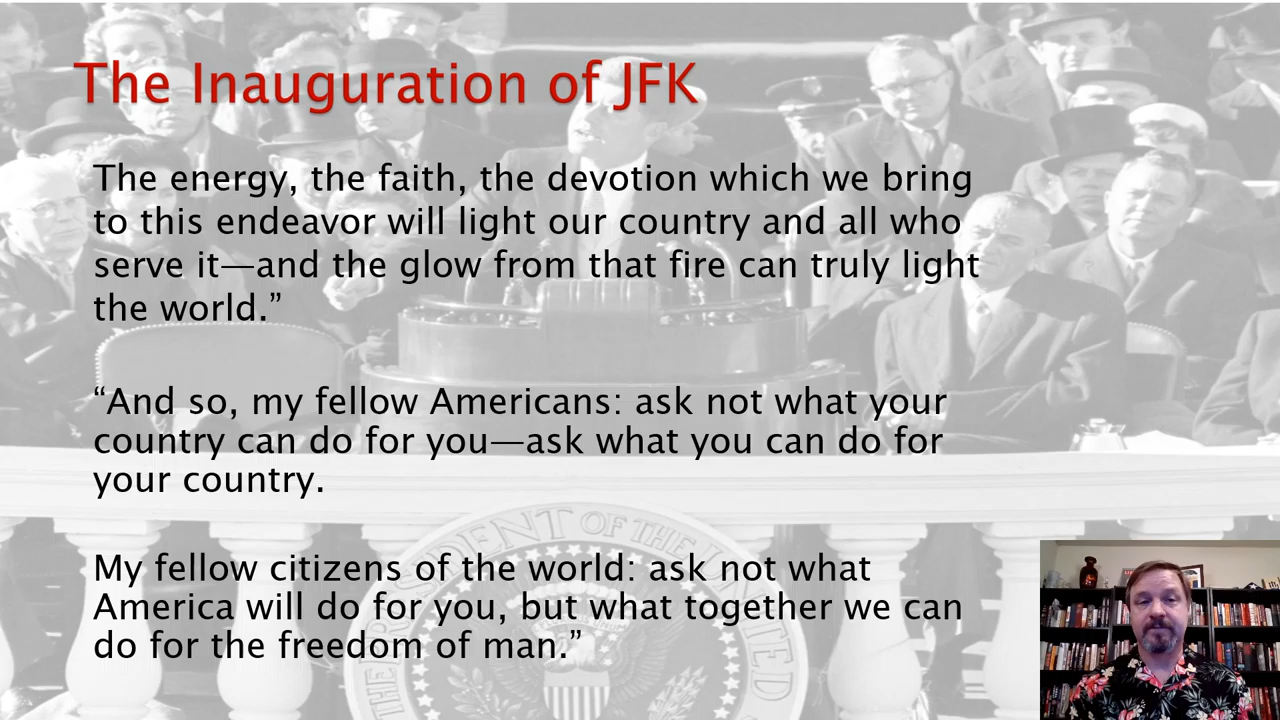 The Inauguration of JFK
The energy, the faith, the devotion which we bring
to this endeavor will light our country and all who
serve it—and the glow from that fire can truly light
the world.”
“And so, my fellow Americans: ask not what your
country can do for you—ask what you can do for
your country.
My fellow citizens of the world: ask not what
America will do for you, but what together we can
do for the freedom of man.”
PRESIDENT OF THE UNITED